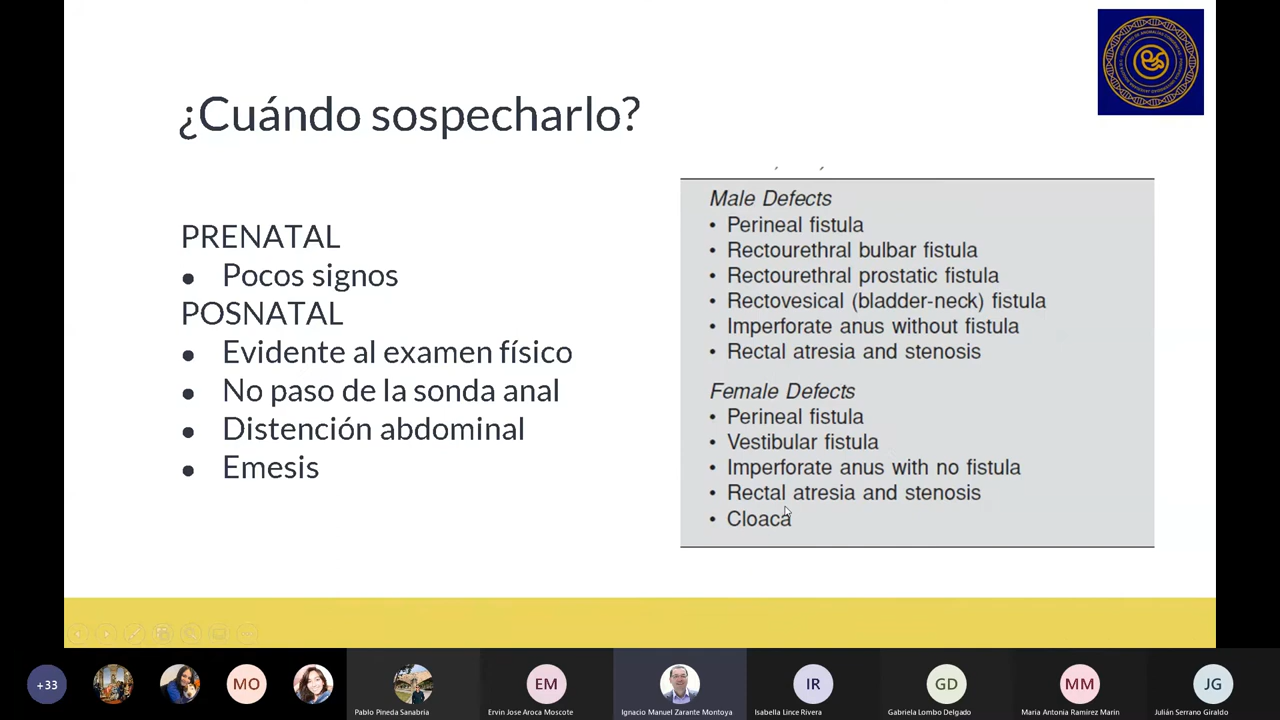 ¿Cuándo sospecharlo?
PRENATAL
• Pocos signos
POSNATAL
• Evidente al examen físico
• No paso de la sonda anal
• Distención abdominal
• Emesis
Male Defects
• Perineal fistula
• Rectourethral bulbar fistula
• Rectourethral prostatic fistula
• Rectovesical (bladder-neck) fistula
• Imperforate anus without fistula
• Rectal atresia and stenosis
Female Defects
• Perineal fistula
• Vestibular fistula
• Imperforate anus with no fistula
• Rectal atresia and stenosis
• Cloaca
+33
MO
Pablo Pineda Sanabria
EM
Ervin Jose Aroca Moscote
Ignacio Manuel Zarante Montoya
IR
Isabella Lince Rivera
GD
Gabriela Lombo Delgado
MM
Maria Antonia Ramirez Marin
JG
Julián Serrano Giraldo